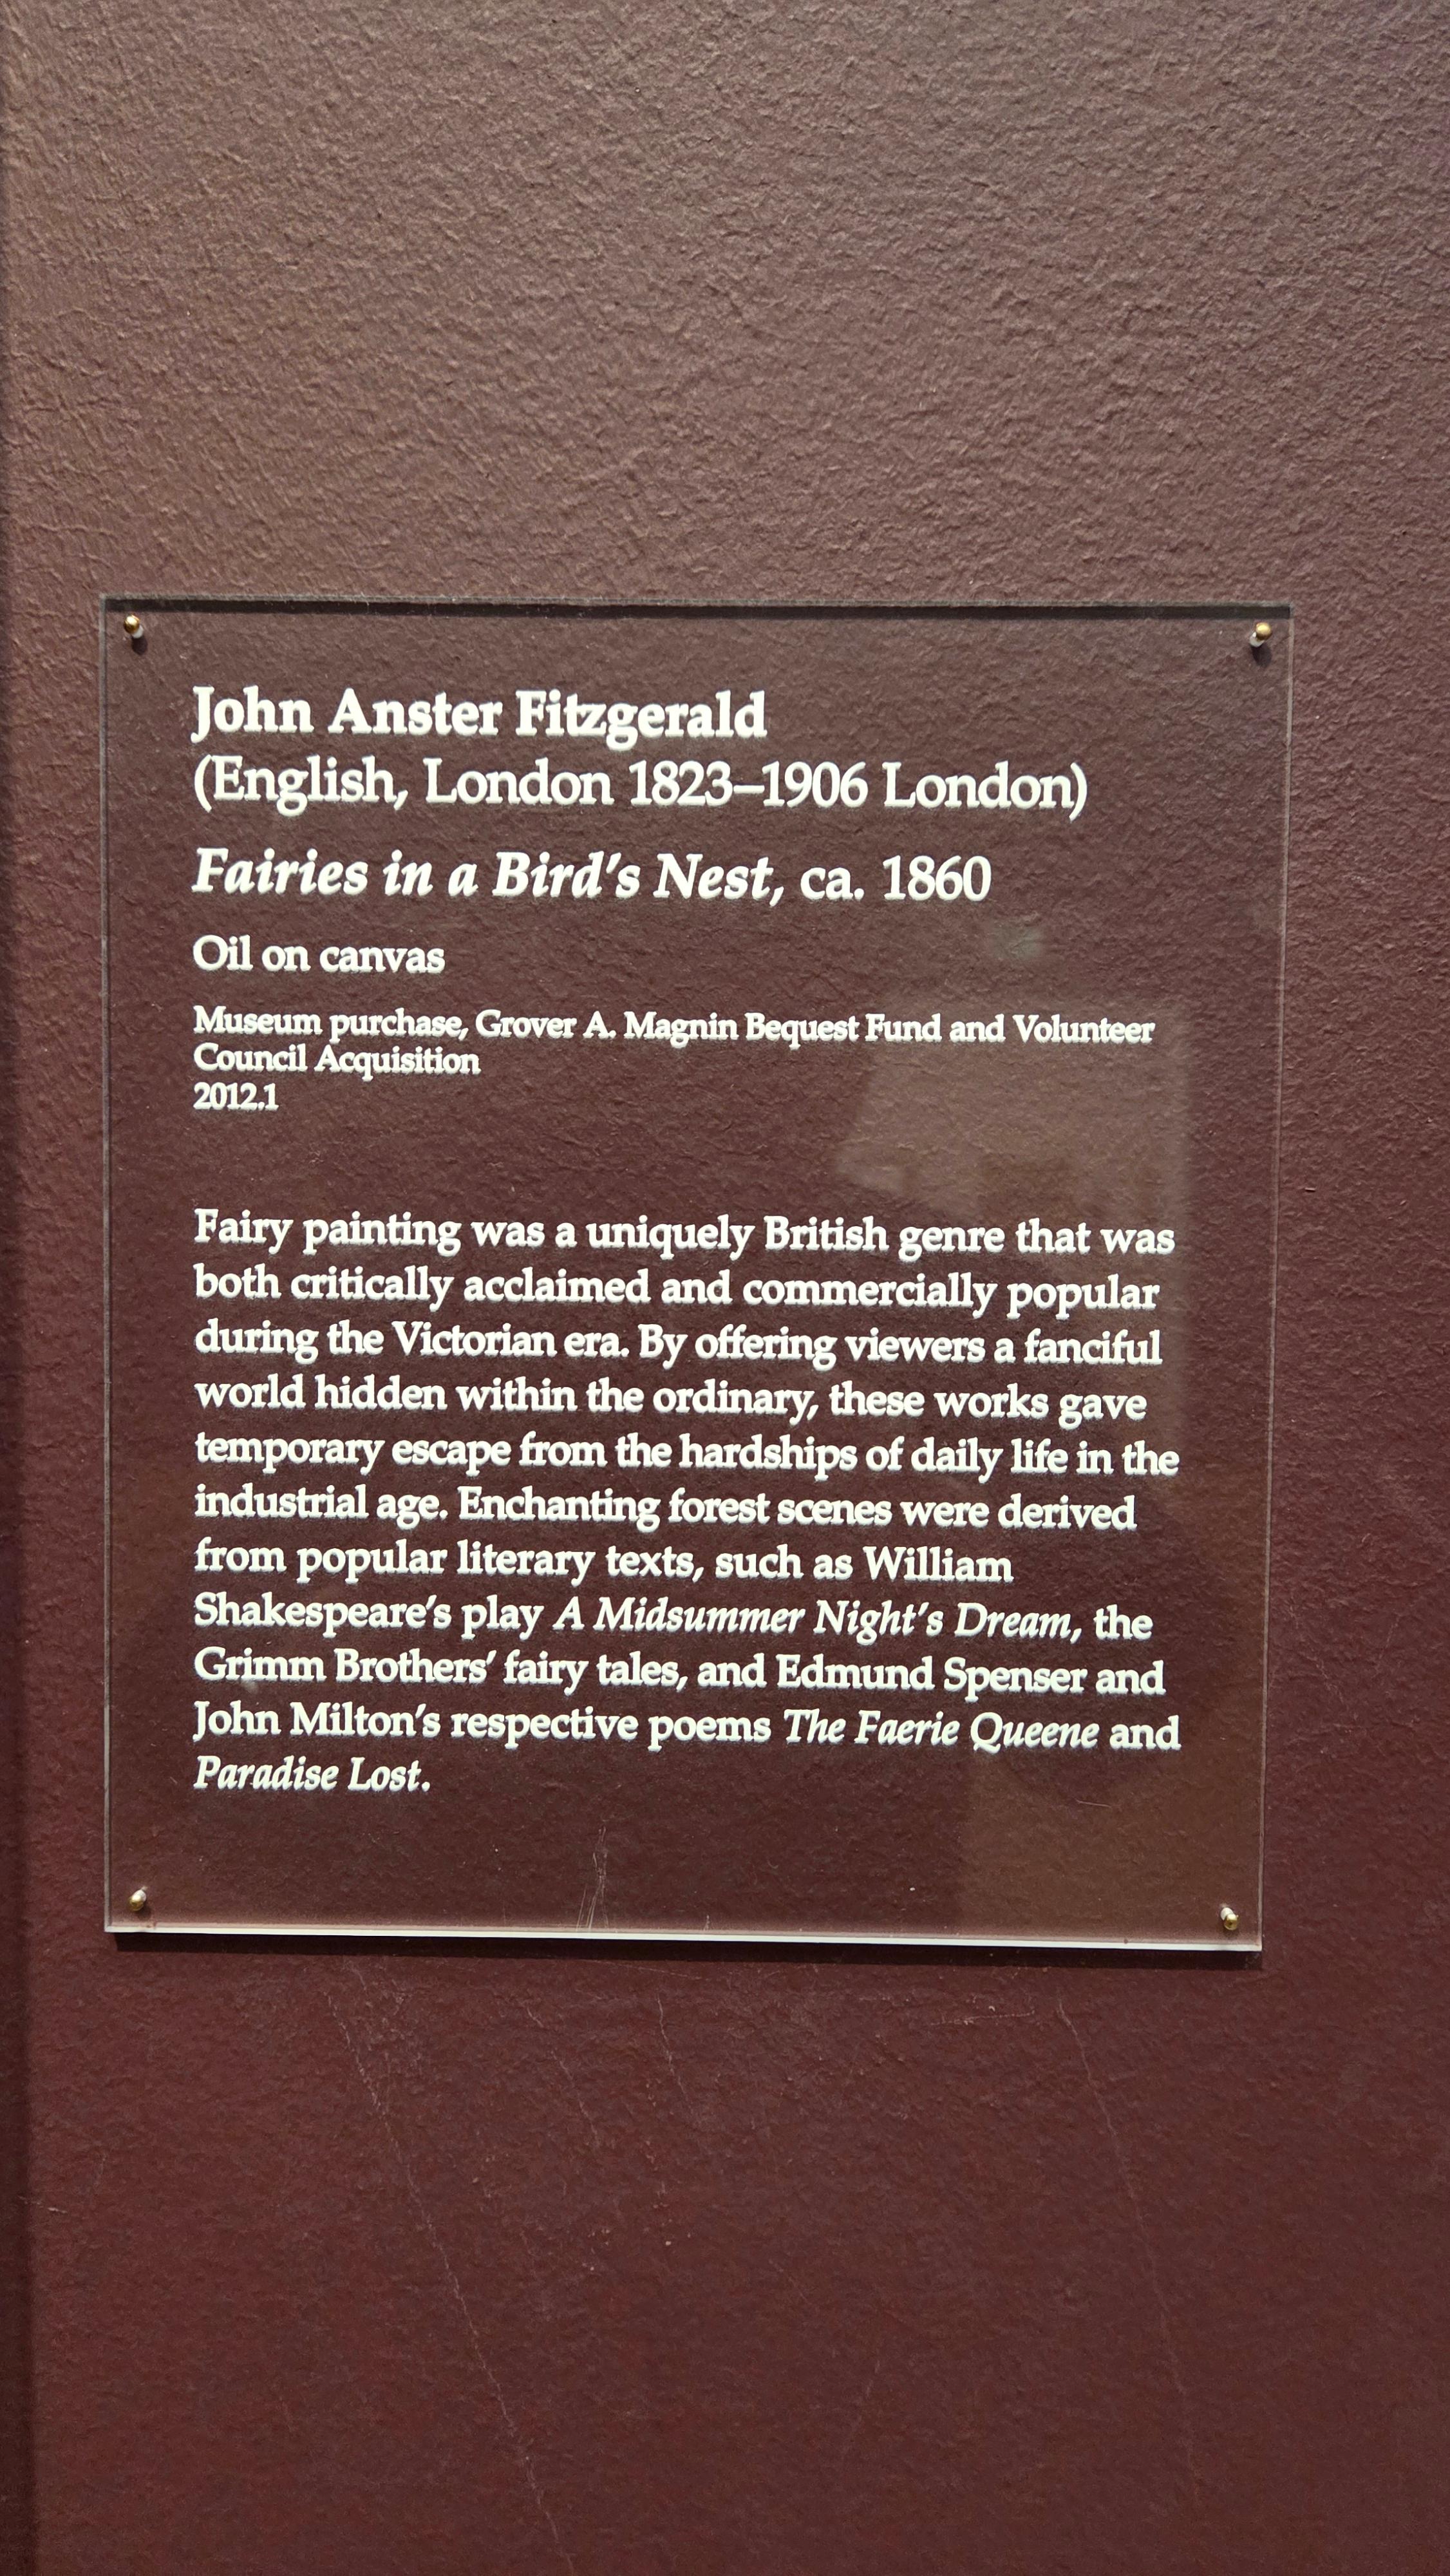 John Anster Fitzgerald
(English, London 1823–1906 London)
Fairies in a Bird's Nest, ca. 1860
Oil on canvas
Museum purchase, Grover A. Magnin Bequest Fund and Volunteer
Council Acquisition
2012.1
Fairy painting was a uniquely British genre that was
both critically acclaimed and commercially popular
during the Victorian era. By offering viewers a fanciful
world hidden within the ordinary, these works gave
temporary escape from the hardships of daily life in the
industrial age. Enchanting forest scenes were derived
from popular literary texts, such as William
Shakespeare's play A Midsummer Night's Dream, the
Grimm Brothers' fairy tales, and Edmund Spenser and
John Milton's respective poems The Faerie Queene and
Paradise Lost.